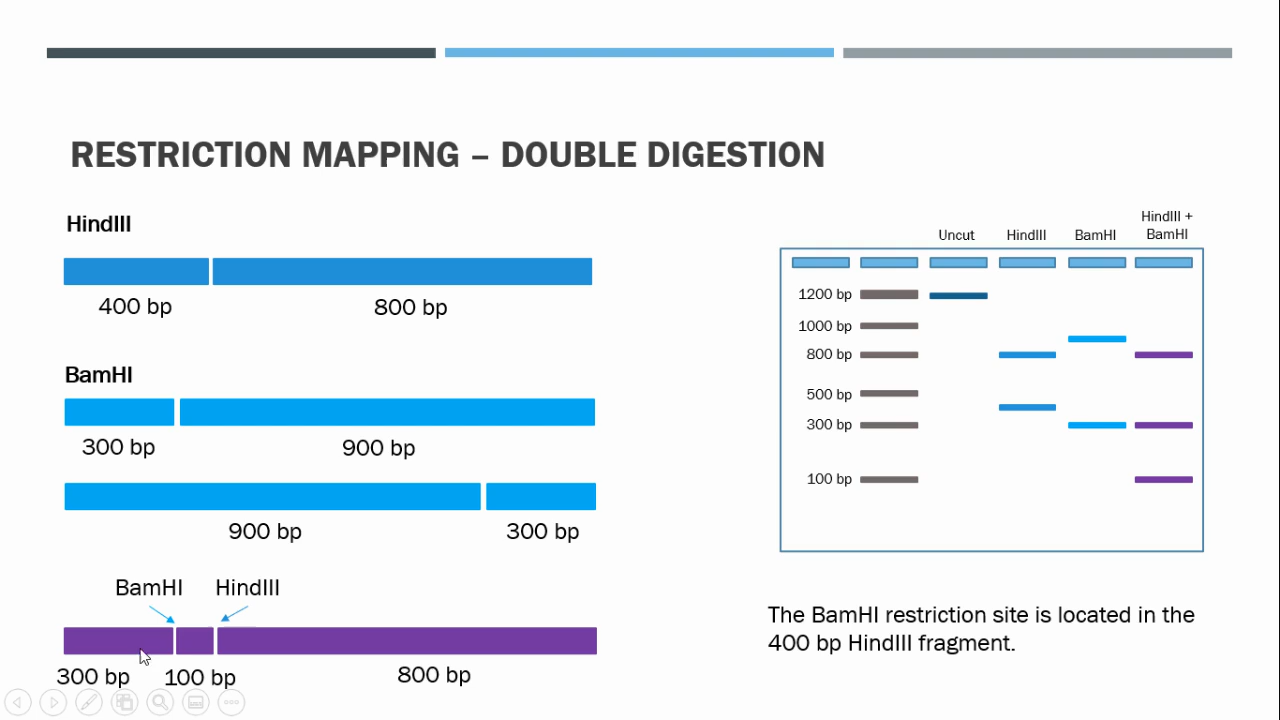 RESTRICTION MAPPING – DOUBLE DIGESTION
HindIII
400 bp
800 bp
BamHI
300 bp
900 bp
900 bp
300 bp
BamHI
HindIII
300 bp
100 bp
800 bp
Uncut
HindIII
BamHI
HindIII +
BamHI
1200 bp
1000 bp
800 bp
500 bp
300 bp
100 bp
The BamHI restriction site is located in the
400 bp HindIII fragment.